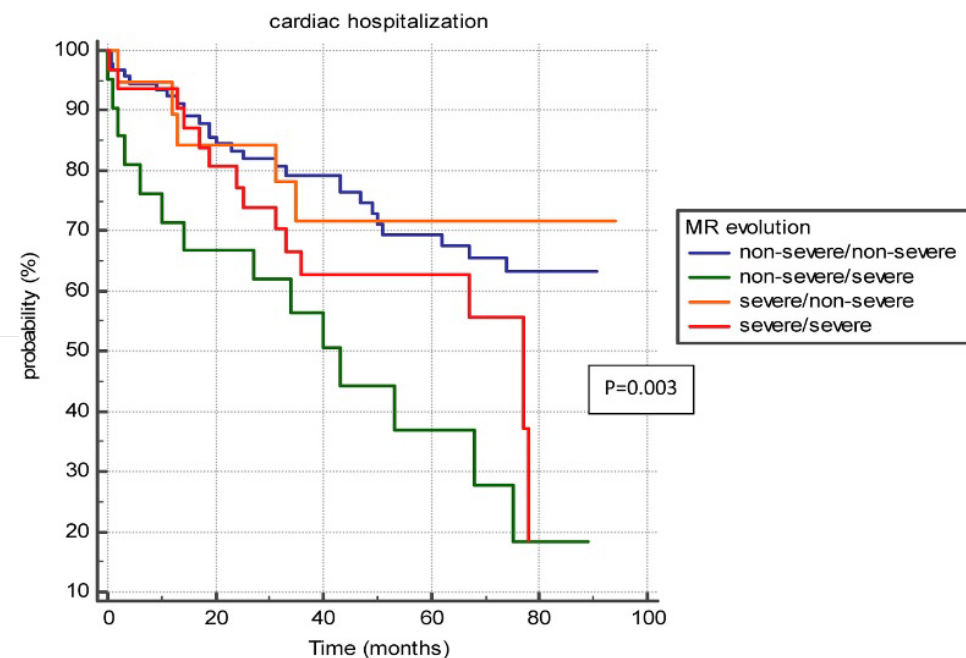 cardiac hospitalization
100
90
80
70
60
50
40
30
20
10
probability (%)
0 20 40 60 80 100
Time (months)
MR evolution
non-severe/non-severe
non-severe/severe
severe/non-severe
severe/severe
P=0.003